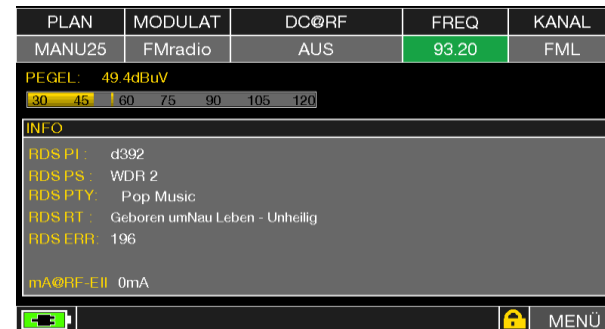 PLAN MODULAT DC@RF FREQ KANAL
MANU25 FMradio AUS 93.20 FML
PEGEL: 49.4dBuV
30 45 60 75 90 105 120
INFO
RDS PI : d392
RDS PS : WDR 2
RDS PTY: Pop Music
RDS RT : Geboren umNau Leben - Unheilig
RDS ERR: 196
mA@RF-EII 0mA
MENÜ